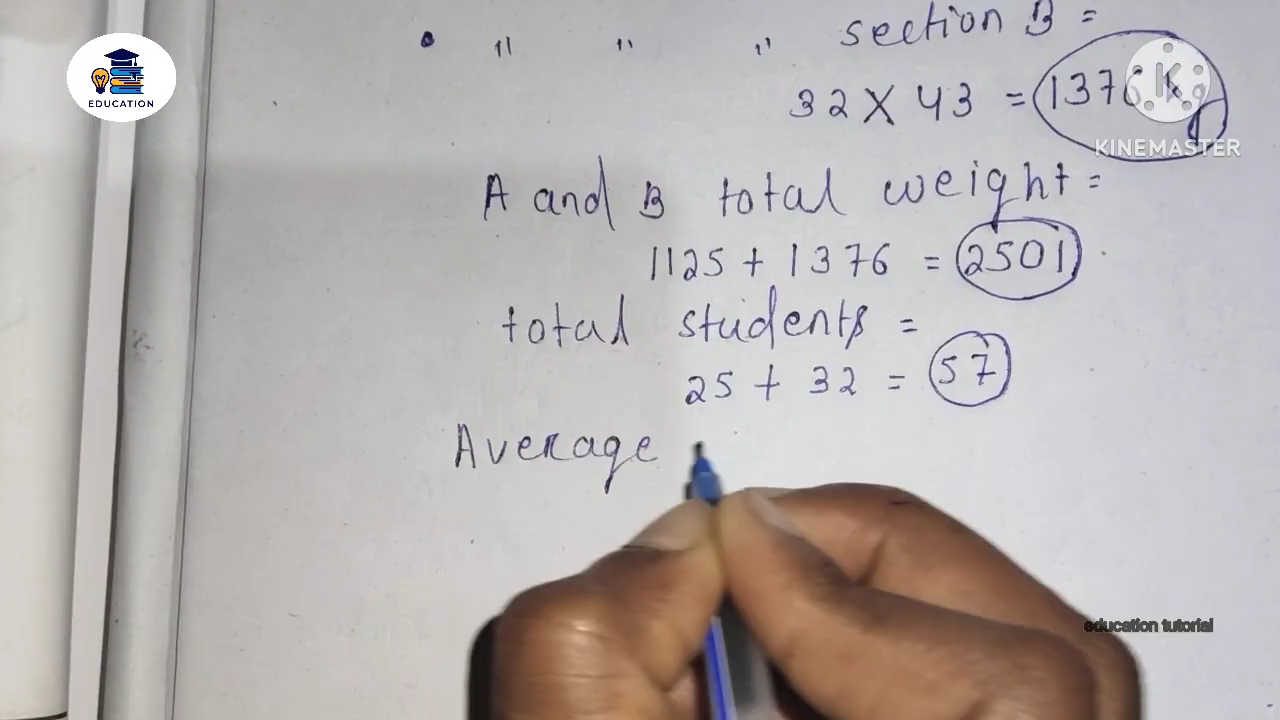 " " " section B =
32 X 43 = 1376 Kg
A and B total weight =
1125 + 1376 = 2501
total students =
25 + 32 = 57
Average
EDUCATION
KINEMASTER
education tutorial